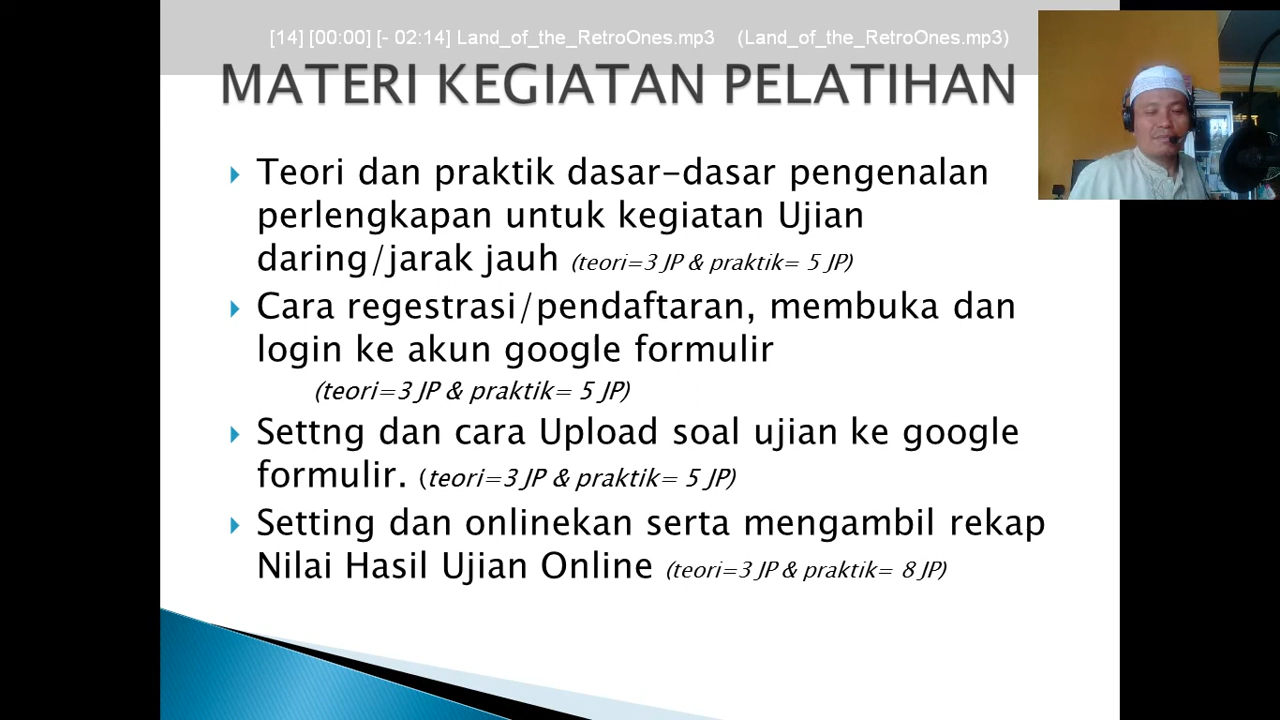 [14] [00:00] [- 02:14] Land_of_the_RetroOnes.mp3 (Land_of_the_RetroOnes.mp3)
MATERI KEGIATAN PELATIHAN
Teori dan praktik dasar-dasar pengenalan
perlengkapan untuk kegiatan Ujian
daring/jarak jauh (teori=3 JP & praktik= 5 JP)
Cara regestrasi/pendaftaran, membuka dan
login ke akun google formulir
(teori=3 JP & praktik= 5 JP)
Settng dan cara Upload soal ujian ke google
formulir. (teori=3 JP & praktik= 5 JP)
Setting dan onlinekan serta mengambil rekap
Nilai Hasil Ujian Online (teori=3 JP & praktik= 8 JP)